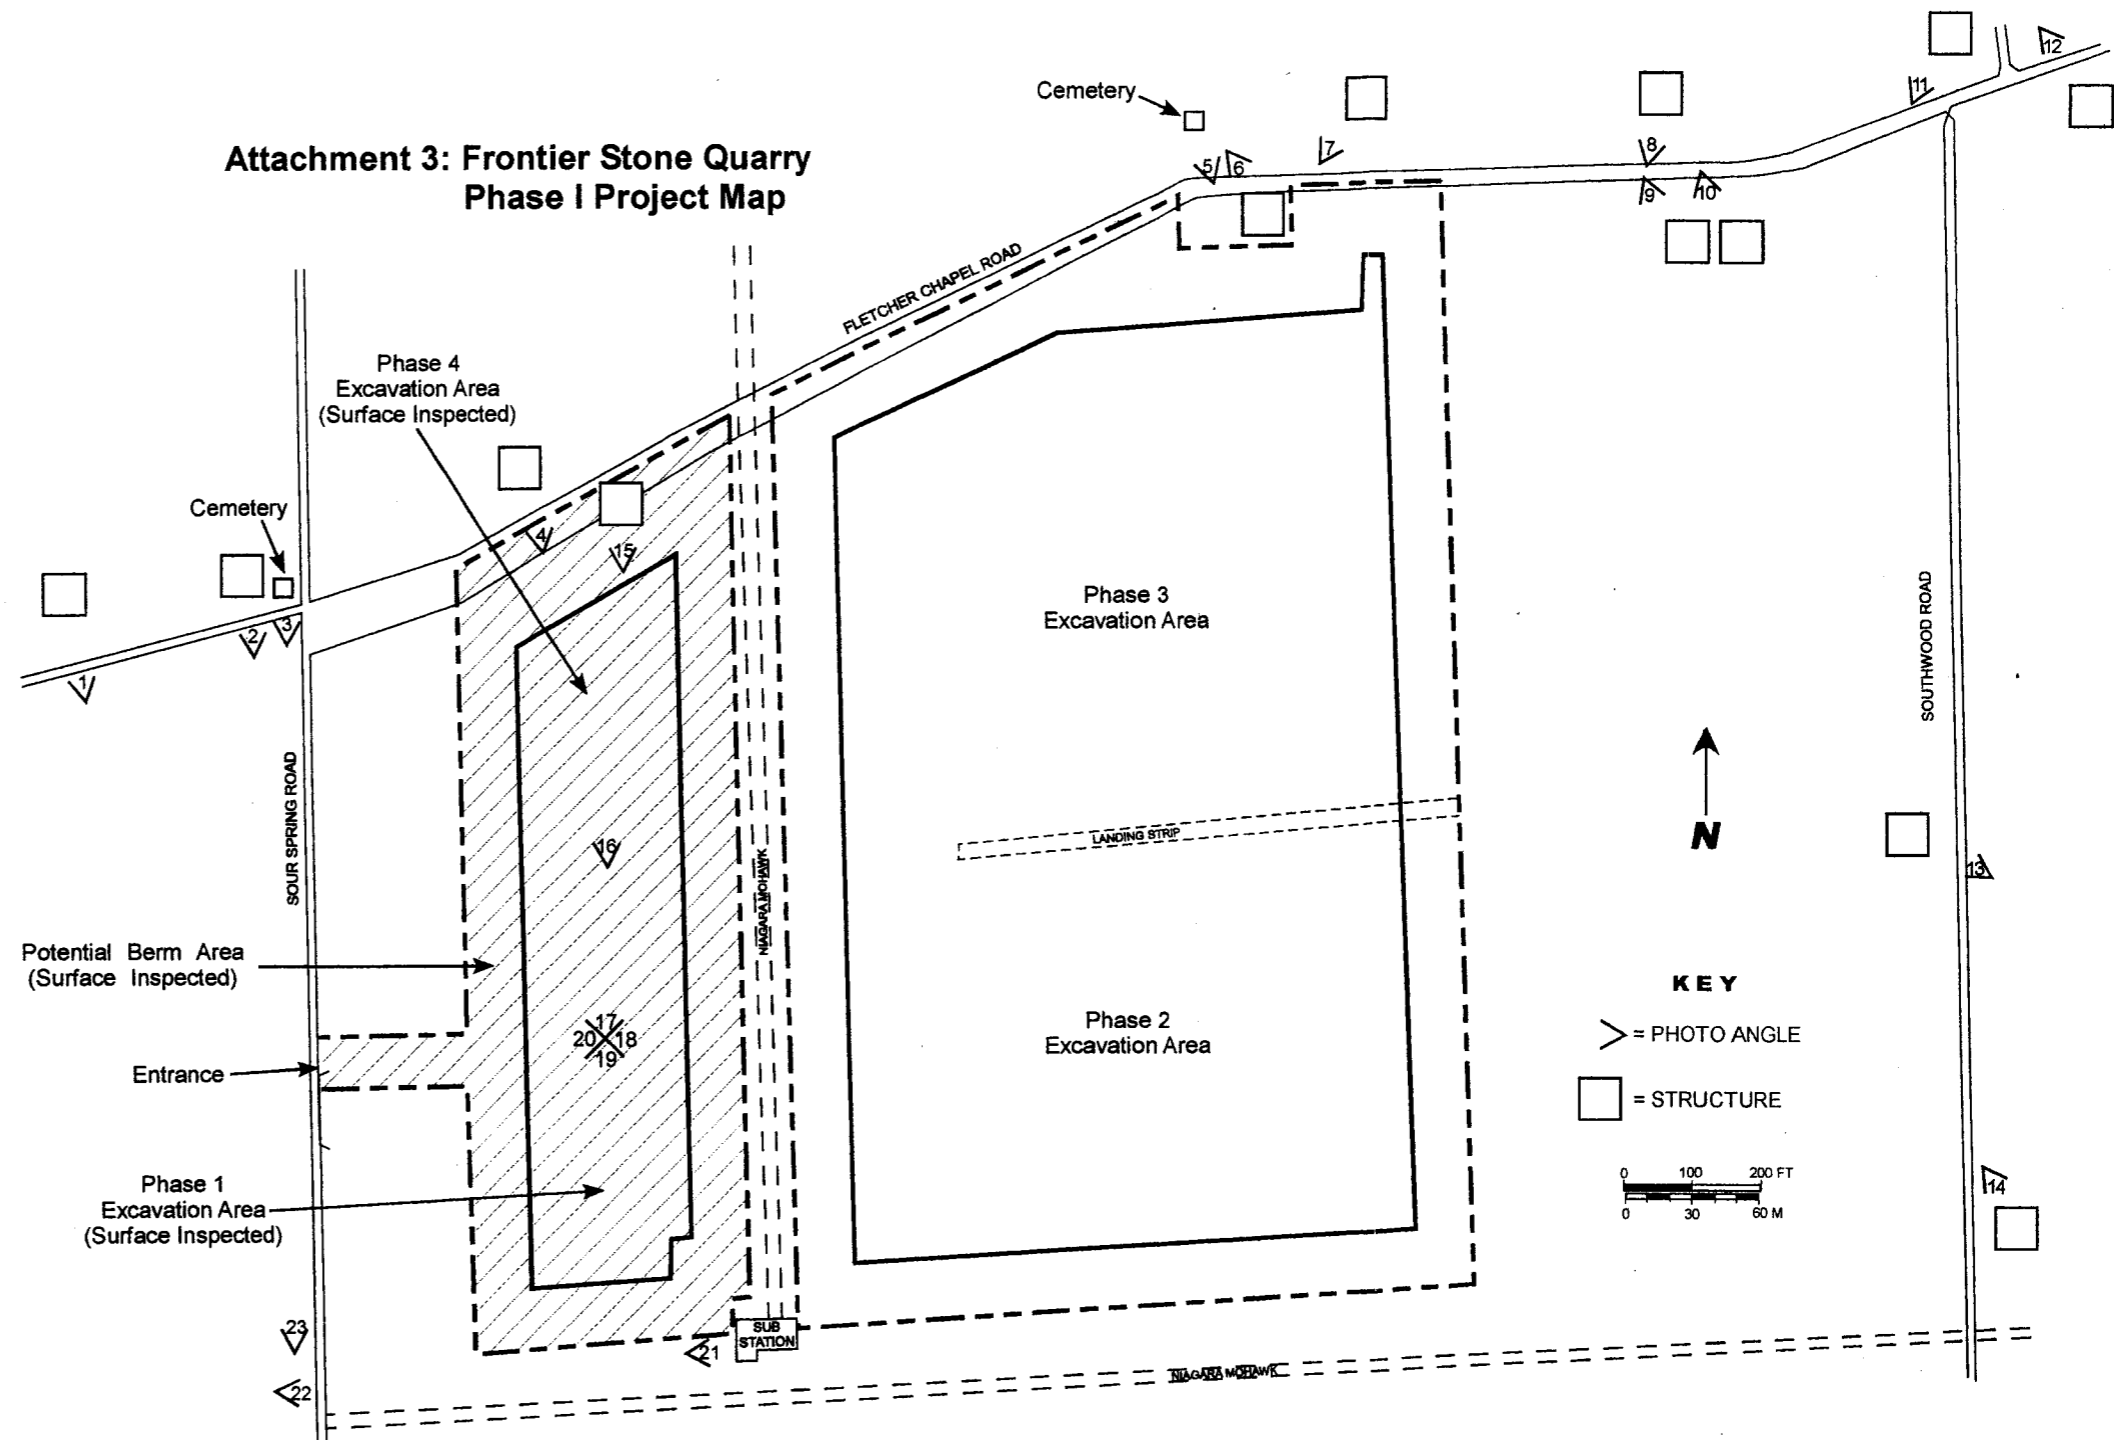 Attachment 3: Frontier Stone Quarry
Phase I Project Map
Cemetery
12
11
8
7
5
6
9
10
FLETCHER CHAPEL ROAD
Phase 4
Excavation Area
(Surface Inspected)
Cemetery
4
15
1
2
3
Phase 3
Excavation Area
SOUTHWOOD ROAD
SOUR SPRING ROAD
16
NIAGARA MOHAWK
LANDING STRIP
N
13
Potential Berm Area
(Surface Inspected)
17
20
18
19
Entrance
Phase 2
Excavation Area
KEY
= PHOTO ANGLE
= STRUCTURE
0 100 200 FT
0 30 60 M
Phase 1
Excavation Area
(Surface Inspected)
14
23
SUB
STATION
21
22
NIAGARA MOHAWK